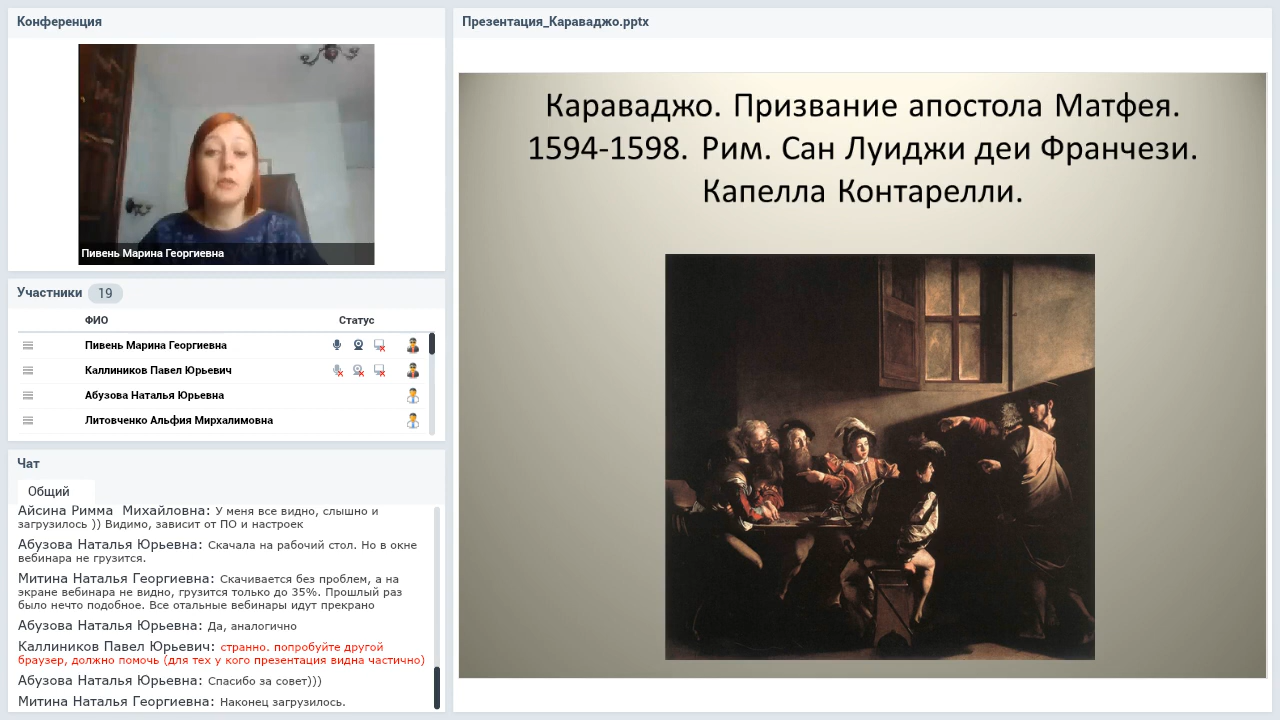 Конференция
Пивень Марина Георгиевна
Участники 19
ФИО Статус
Пивень Марина Георгиевна
Каллиников Павел Юрьевич
Абузова Наталья Юрьевна
Литовченко Альфия Мирхалимовна
Чат
Общий
Айсина Римма Михайловна: У меня все видно, слышно и
загрузилось )) Видимо, зависит от ПО и настроек
Абузова Наталья Юрьевна: Скачала на рабочий стол. Но в окне
вебинара не грузится.
Митина Наталья Георгиевна: Скачивается без проблем, а на
экране вебинара не видно, грузится только до 35%. Прошлый раз
было нечто подобное. Все отальные вебинары идут прекрано
Абузова Наталья Юрьевна: Да, аналогично
Каллиников Павел Юрьевич: странно. попробуйте другой
браузер, должно помочь (для тех у кого презентация видна частично)
Абузова Наталья Юрьевна: Спасибо за совет)))
Митина Наталья Георгиевна: Наконец загрузилось.
Презентация_Караваджо.pptx
Караваджо. Призвание апостола Матфея.
1594-1598. Рим. Сан Луиджи деи Франчези.
Капелла Контарелли.